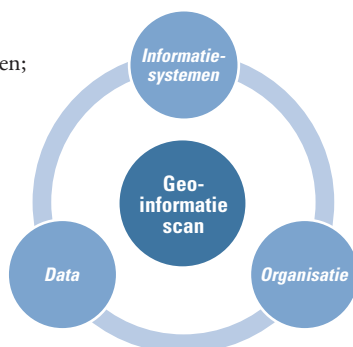 en;
Informatie-
systemen
Geo-
informatie
scan
Data
Organisatie